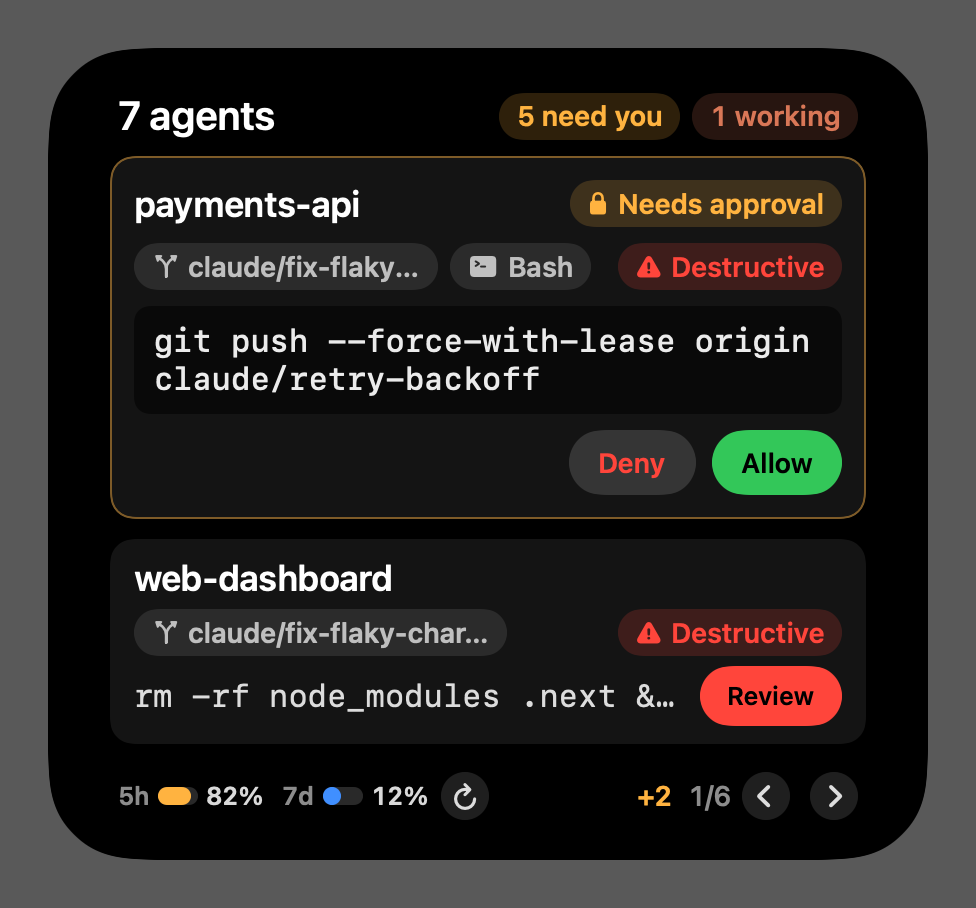 7 agents 5 need you 1 working
payments-api Needs approval
claude/fix-flaky... Bash Destructive
git push --force-with-lease origin
claude/retry-backoff
Deny Allow
web-dashboard
claude/fix-flaky-char... Destructive
rm -rf node_modules .next &... Review
5h 82% 7d 12% +2 1/6